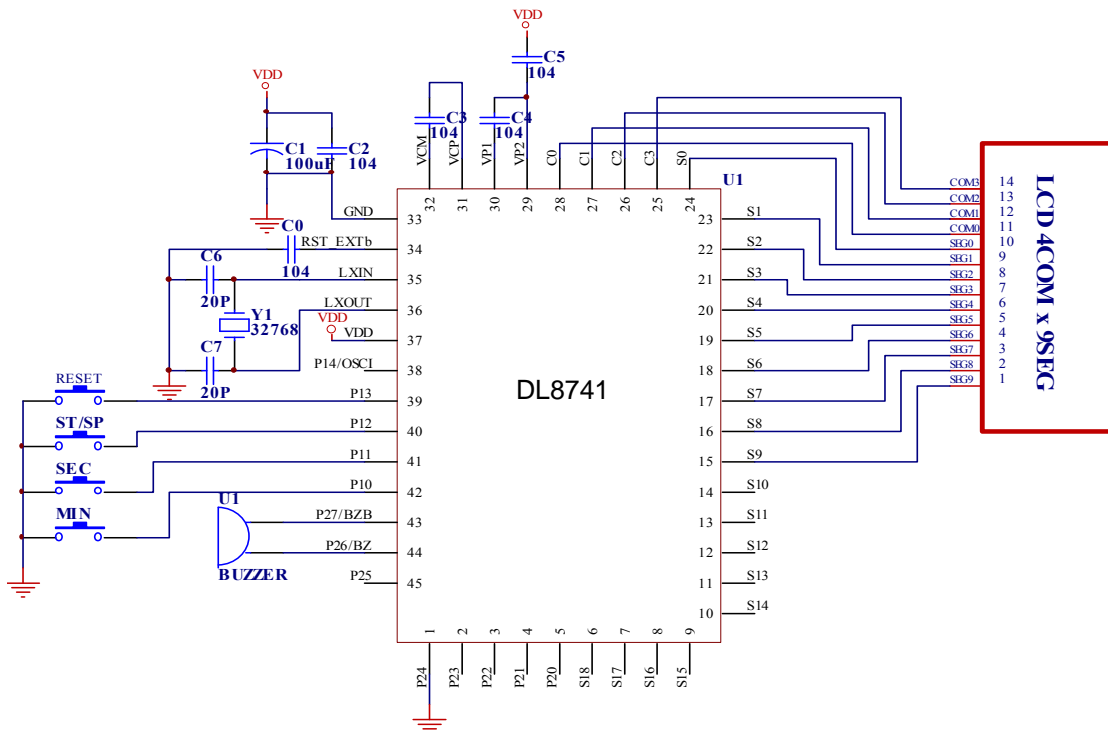 VDD
C5
104
VDD
C3
104
C4
104
C1
100uF
C2
104
VCM
VCP
VP1
VP2
C0
C1
C2
C3
S0
32
31
30
29
28
27
26
25
24
U1
GND
33
C0
104
RST_EXTb
34
C6
20P
LXIN
35
LXOUT
36
Y1
32768
VDD
VDD
37
C7
20P
P14/OSCI
38
RESET
P13
39
ST/SP
P12
40
SEC
P11
41
MIN
P10
42
U1
BUZZER
P27/BZB
43
P26/BZ
44
P25
45
DL8741
23
S1
22
S2
21
S3
20
S4
19
S5
18
S6
17
S7
16
S8
15
S9
14
S10
13
S11
12
S12
11
S13
10
S14
1
2
3
4
5
6
7
8
9
P24
P23
P22
P21
P20
S18
S17
S16
S15
COM3
14
COM2
13
COM1
12
COM0
11
SEG0
10
SEG1
9
SEG2
8
SEG3
7
SEG4
6
SEG5
5
SEG6
4
SEG7
3
SEG8
2
SEG9
1
LCD 4COM x 9SEG